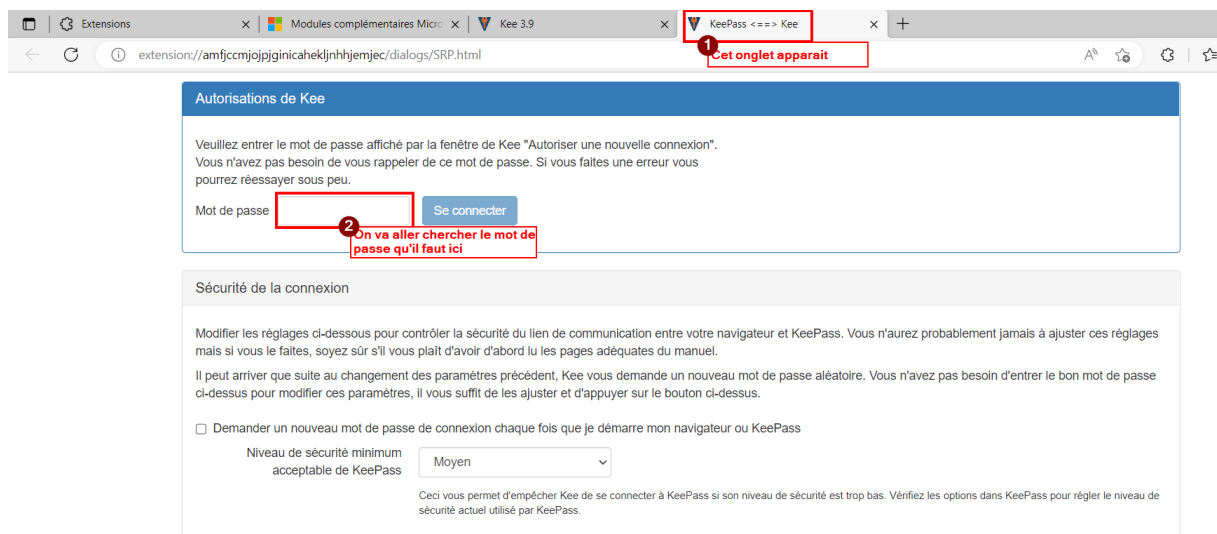 Extensions
Modules complémentaires Micro
Kee 3.9
KeePass <==> Kee
extension://amfjccmjojpjginicahekljnhhjemjec/dialogs/SRP.html
1
Cet onglet apparait
Autorisations de Kee
Veuillez entrer le mot de passe affiché par la fenêtre de Kee "Autoriser une nouvelle connexion".
Vous n'avez pas besoin de vous rappeler de ce mot de passe. Si vous faites une erreur vous
pourrez réessayer sous peu.
Mot de passe
Se connecter
2
On va aller chercher le mot de
passe qu'il faut ici
Sécurité de la connexion
Modifier les réglages ci-dessous pour contrôler la sécurité du lien de communication entre votre navigateur et KeePass. Vous n'aurez probablement jamais à ajuster ces réglages
mais si vous le faites, soyez sûr s'il vous plaît d'avoir d'abord lu les pages adéquates du manuel.
Il peut arriver que suite au changement des paramètres précédent, Kee vous demande un nouveau mot de passe aléatoire. Vous n'avez pas besoin d'entrer le bon mot de passe
ci-dessus pour modifier ces paramètres, il vous suffit de les ajuster et d'appuyer sur le bouton ci-dessus.
Demander un nouveau mot de passe de connexion chaque fois que je démarre mon navigateur ou KeePass
Niveau de sécurité minimum
acceptable de KeePass
Moyen
Ceci vous permet d'empêcher Kee de se connecter à KeePass si son niveau de sécurité est trop bas. Vérifiez les options dans KeePass pour régler le niveau de
sécurité actuel utilisé par KeePass.